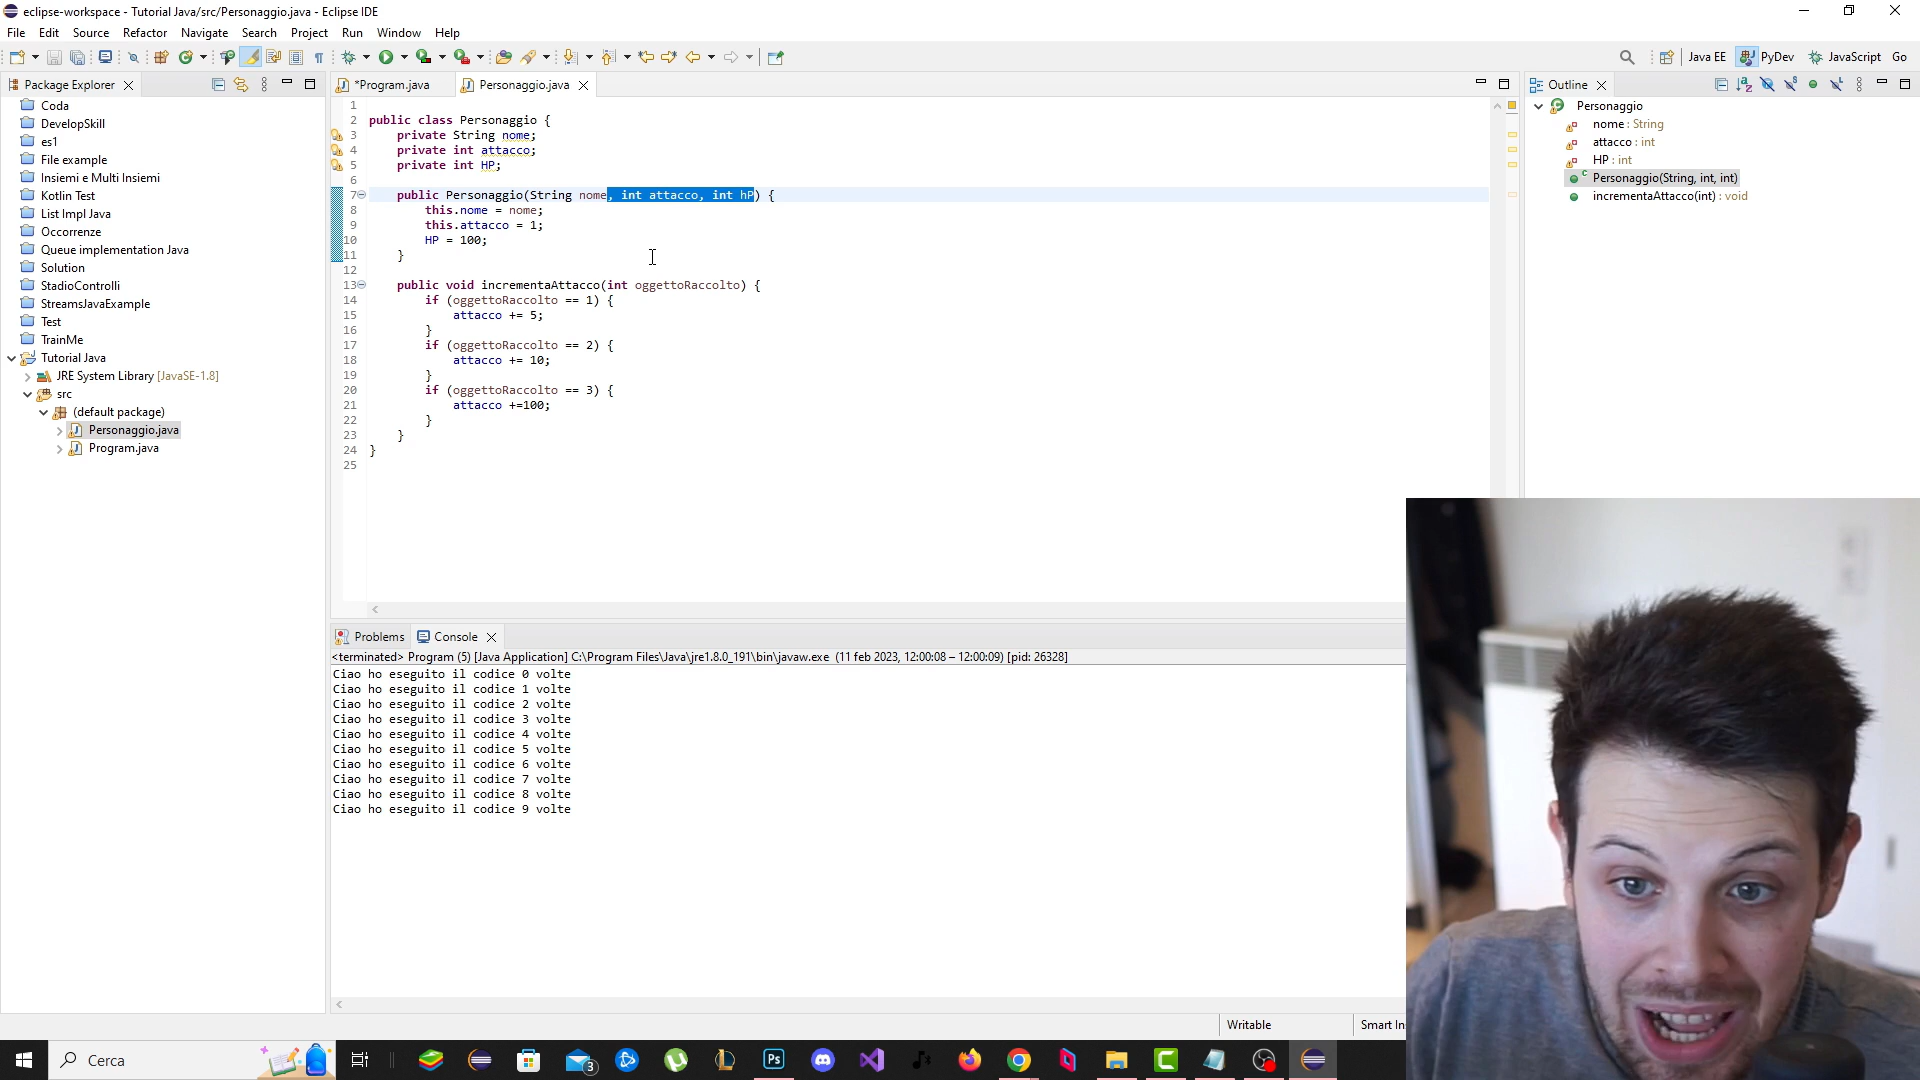 eclipse-workspace - Tutorial Java/src/Personaggio.java - Eclipse IDE
File Edit Source Refactor Navigate Search Project Run Window Help
Java EE PyDev JavaScript Go
Package Explorer
*Program.java Personaggio.java
Outline
Coda
DevelopSkill
es1
File example
Insiemi e Multi Insiemi
Kotlin Test
List Impl Java
Occorrenze
Queue implementation Java
Solution
StadioControlli
StreamsJavaExample
Test
TrainMe
Tutorial Java
JRE System Library [JavaSE-1.8]
src
(default package)
Personaggio.java
Program.java
1
2 public class Personaggio {
3 private String nome;
4 private int attacco;
5 private int HP;
6
7 public Personaggio(String nome, int attacco, int hP) {
8 this.nome = nome;
9 this.attacco = 1;
10 HP = 100;
11 }
12
13 public void incrementaAttacco(int oggettoRaccolto) {
14 if (oggettoRaccolto == 1) {
15 attacco += 5;
16 }
17 if (oggettoRaccolto == 2) {
18 attacco += 10;
19 }
20 if (oggettoRaccolto == 3) {
21 attacco +=100;
22 }
23 }
24 }
25
Personaggio
nome : String
attacco : int
HP : int
Personaggio(String, int, int)
incrementaAttacco(int) : void
Problems Console
<terminated> Program (5) [Java Application] C:\Program Files\Java\jre1.8.0_191\bin\javaw.exe (11 feb 2023, 12:00:08 – 12:00:09) [pid: 26328]
Ciao ho eseguito il codice 0 volte
Ciao ho eseguito il codice 1 volte
Ciao ho eseguito il codice 2 volte
Ciao ho eseguito il codice 3 volte
Ciao ho eseguito il codice 4 volte
Ciao ho eseguito il codice 5 volte
Ciao ho eseguito il codice 6 volte
Ciao ho eseguito il codice 7 volte
Ciao ho eseguito il codice 8 volte
Ciao ho eseguito il codice 9 volte
Writable Smart In
Cerca
3
Ps